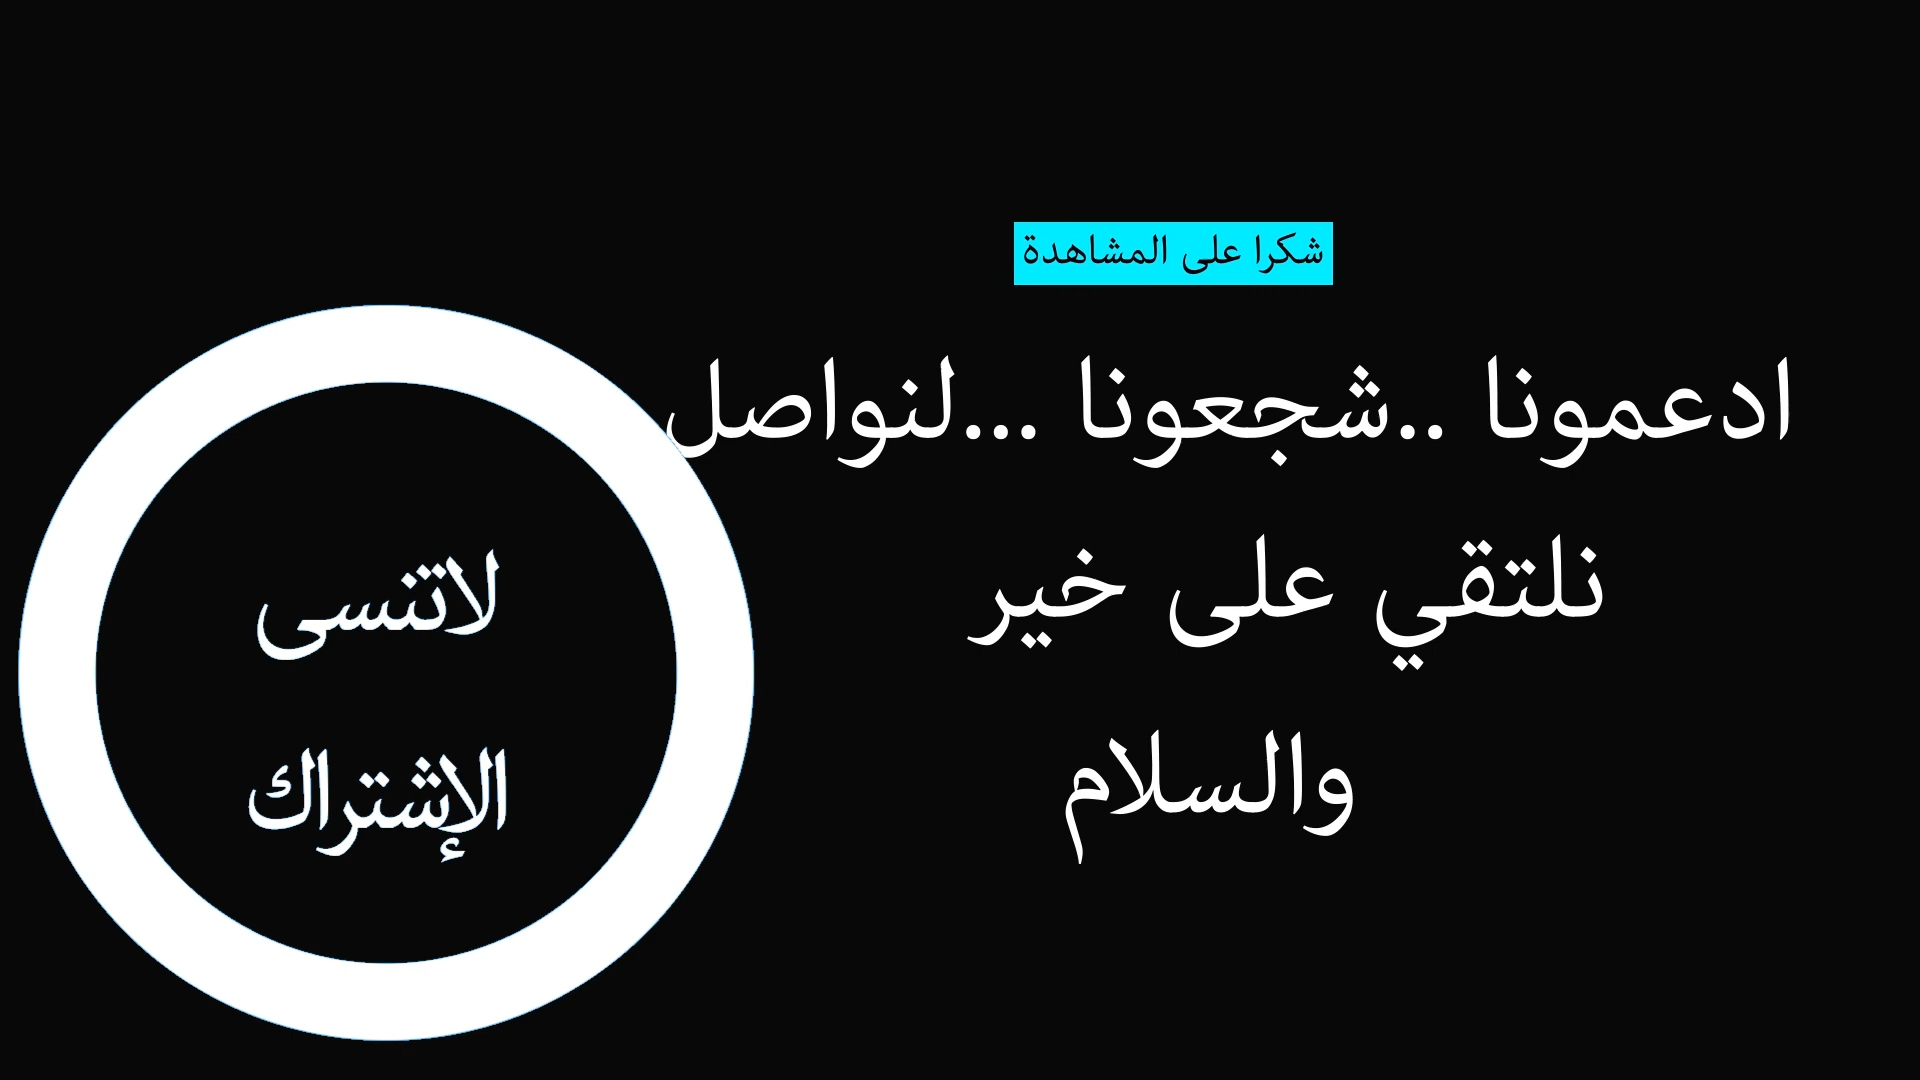 شكرا على المشاهدة
ادعمونا ..شجعونا ...لنواصل
نلتقي على خير
والسلام
لاتنسى
الإشتراك